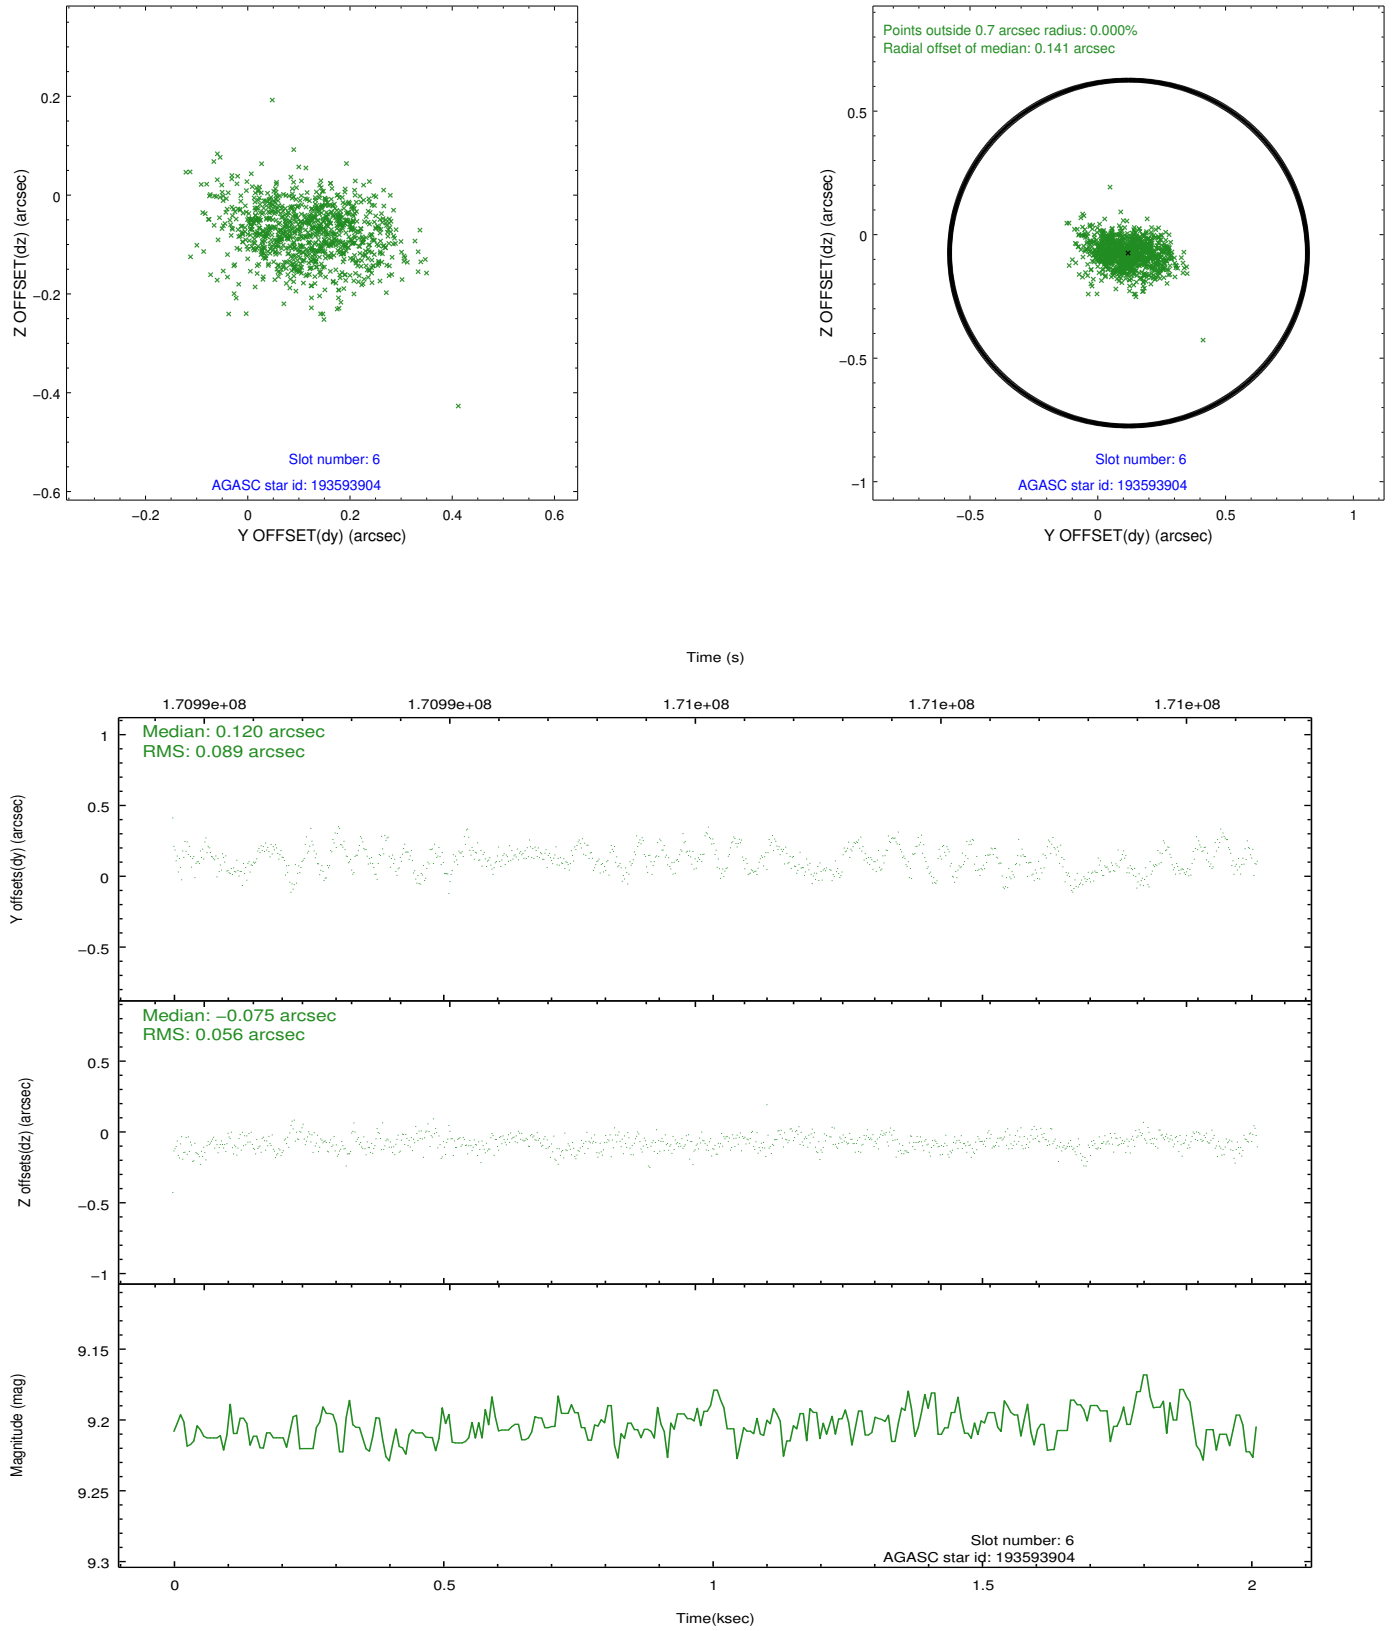 0.2
0
−0.2
−0.4
−0.6
Z OFFSET(dz) (arcsec)
Slot number: 6
AGASC star id: 193593904
−0.2
0
0.2
0.4
0.6
Y OFFSET(dy) (arcsec)
Points outside 0.7 arcsec radius: 0.000%
Radial offset of median: 0.141 arcsec
0.5
0
−0.5
−1
Z OFFSET(dz) (arcsec)
Slot number: 6
AGASC star id: 193593904
−0.5
0
0.5
1
Y OFFSET(dy) (arcsec)
Time (s)
1.7099e+08
1.7099e+08
1.71e+08
1.71e+08
1.71e+08
Median: 0.120 arcsec
RMS: 0.089 arcsec
1
0.5
0
−0.5
Y offsets(dy) (arcsec)
Median: −0.075 arcsec
RMS: 0.056 arcsec
0.5
0
−0.5
−1
Z offsets(dz) (arcsec)
9.15
9.2
9.25
9.3
Magnitude (mag)
Slot number: 6
AGASC star id: 193593904
0
0.5
1
1.5
2
Time(ksec)